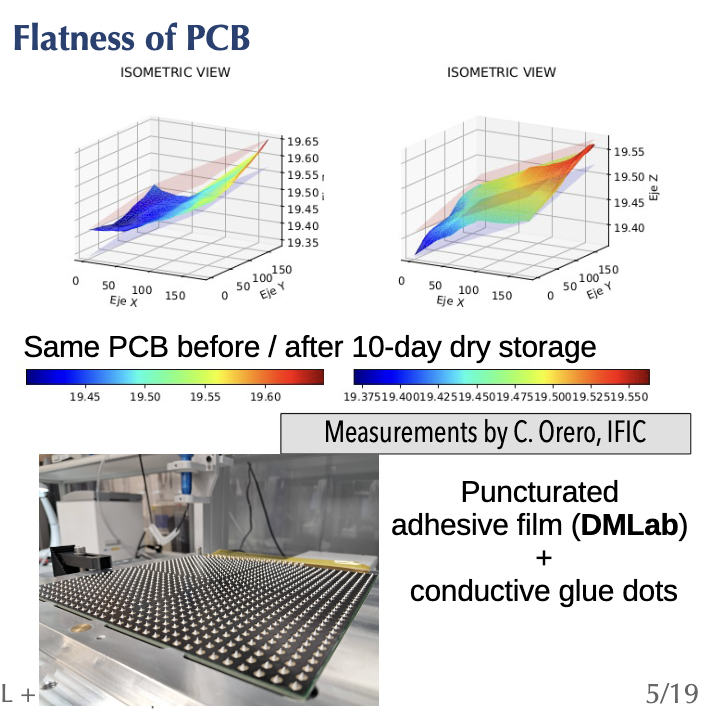 Flatness of PCB
ISOMETRIC VIEW
ISOMETRIC VIEW
19.65
19.60
19.55
19.50
19.45
19.40
19.35
0
50
100
150
Eje X
0
50
100
150
Eje Y
19.55
19.50
19.45
19.40
Eje Z
0
50
100
150
Eje X
0
50
100
150
Eje Y
Same PCB before / after 10-day dry storage
19.45 19.50 19.55 19.60
19.375 19.400 19.425 19.450 19.475 19.500 19.525 19.550
Measurements by C. Orero, IFIC
Puncturated
adhesive film (DMLab)
+
conductive glue dots
L +
5/19